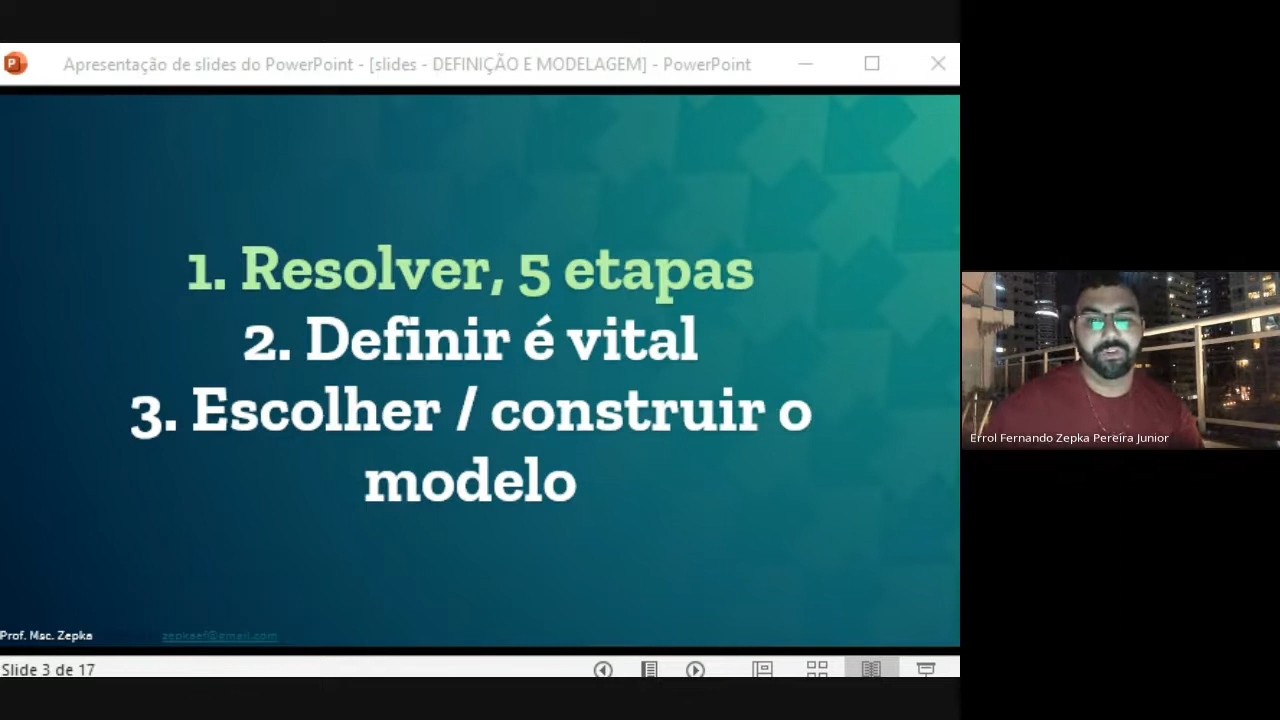 Apresentação de slides do PowerPoint - [slides - DEFINIÇÃO E MODELAGEM] - PowerPoint
1. Resolver, 5 etapas
2. Definir é vital
3. Escolher / construir o
modelo
Errol Fernando Zepka Pereira Junior
Prof. Msc. Zepka
zepkaef@gmail.com
Slide 3 de 17